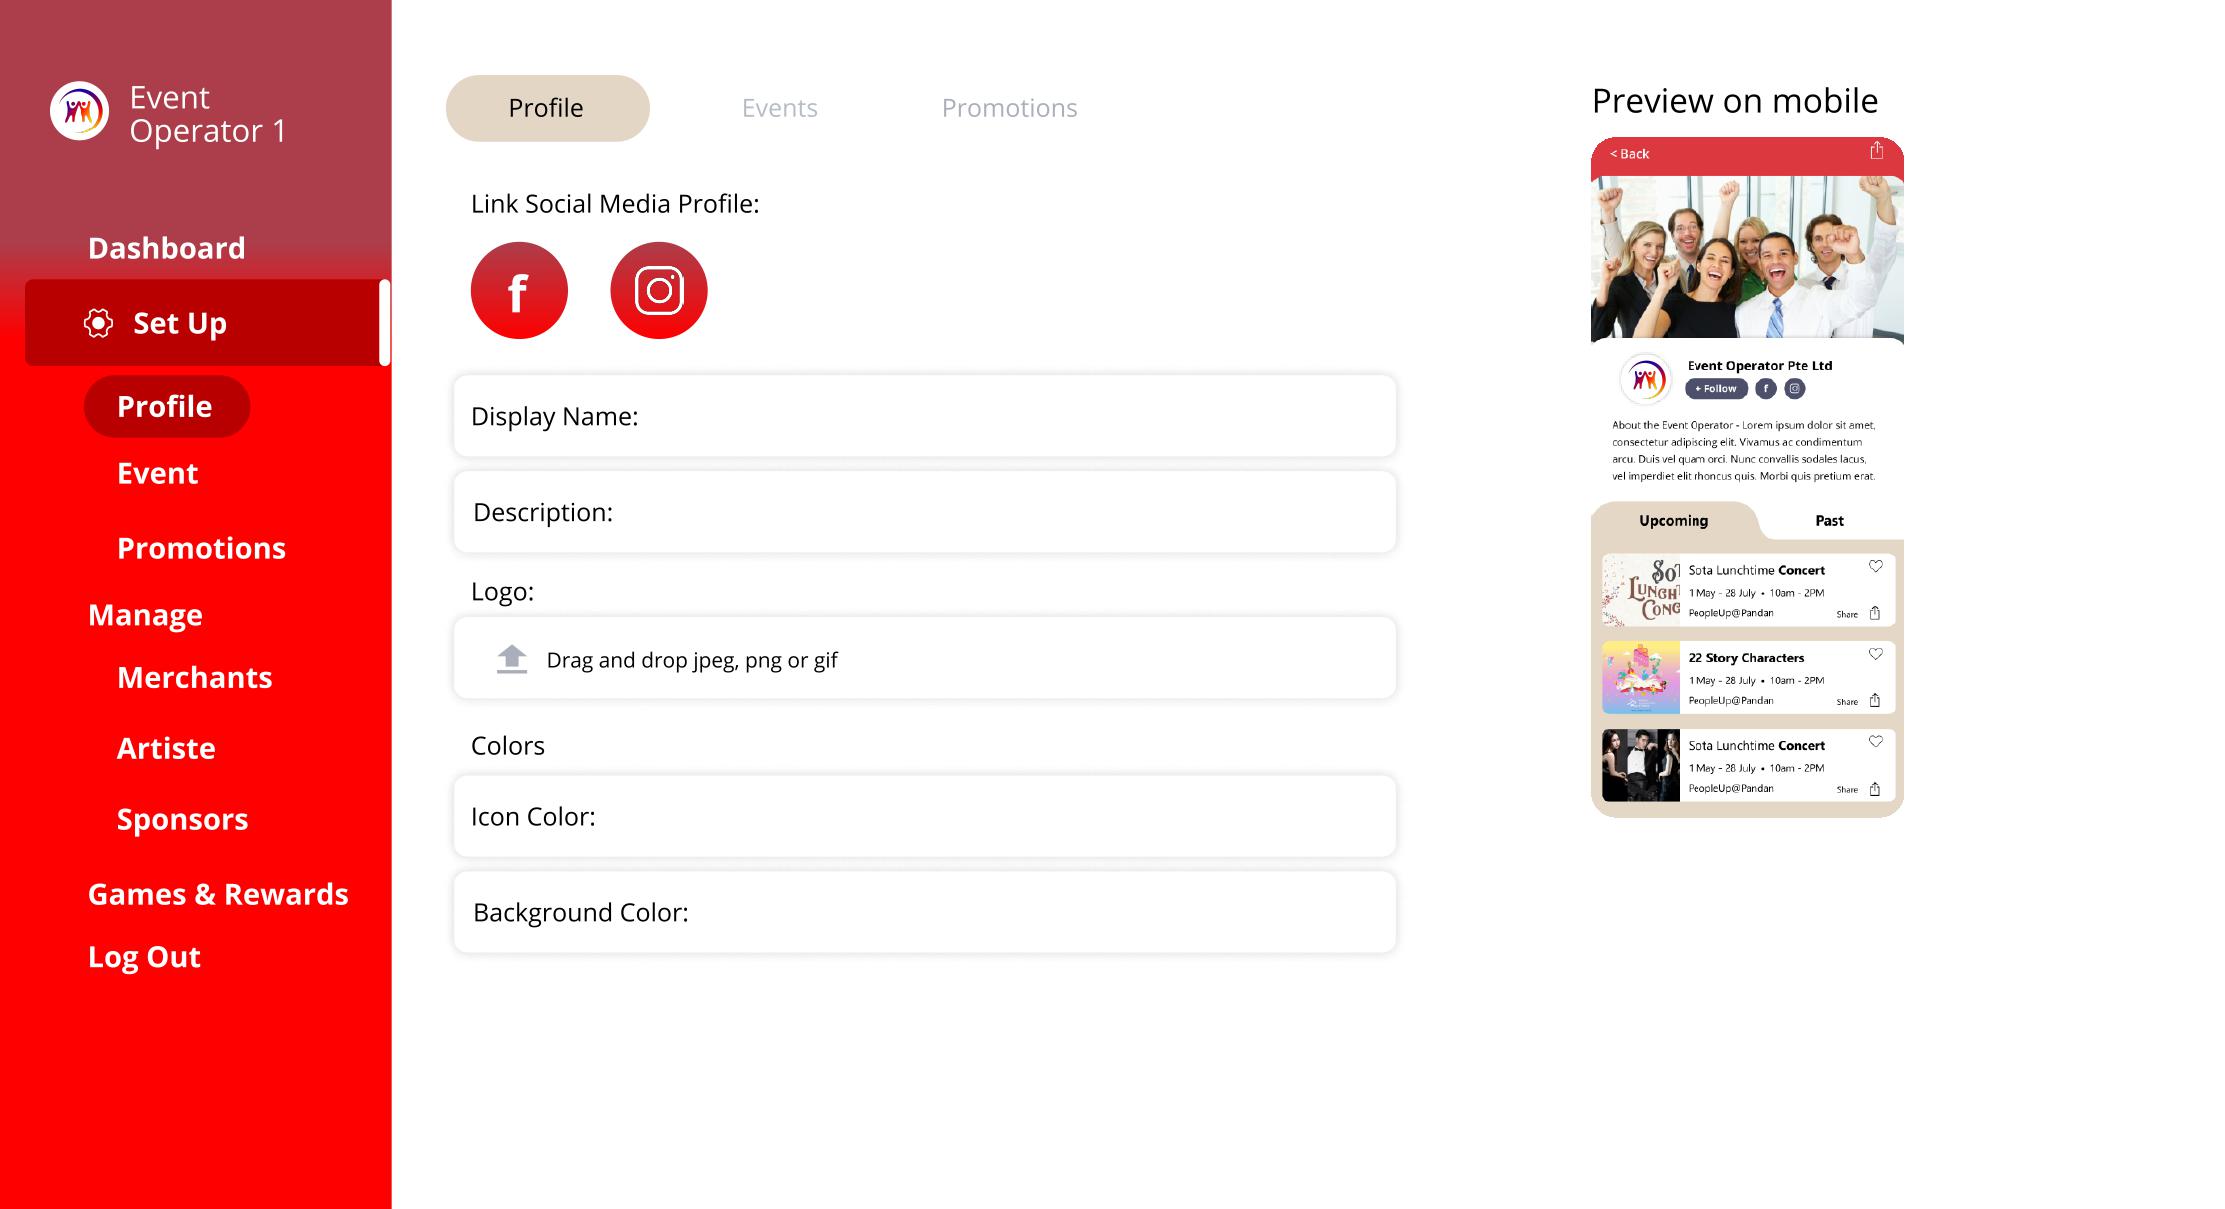 Event
Operator 1
Dashboard
Set Up
Profile
Event
Promotions
Manage
Merchants
Artiste
Sponsors
Games & Rewards
Log Out
Profile
Events
Promotions
Link Social Media Profile:
f
Display Name:
Description:
Logo:
Drag and drop jpeg, png or gif
Colors
Icon Color:
Background Color:
Preview on mobile
< Back
Event Operator Pte Ltd
+ Follow
f
About the Event Operator - Lorem ipsum dolor sit amet,
consectetur adipiscing elit. Vivamus ac condimentum
arcu. Duis vel quam orci. Nunc convallis sodales lacus,
vel imperdiet elit rhoncus quis. Morbi quis pretium erat.
Upcoming
Past
SOT
LUNCHT
CONC
Sota Lunchtime Concert
1 May - 28 July • 10am - 2PM
PeopleUp@Pandan
Share
22 Story Characters
1 May - 28 July • 10am - 2PM
PeopleUp@Pandan
Share
Sota Lunchtime Concert
1 May - 28 July • 10am - 2PM
PeopleUp@Pandan
Share